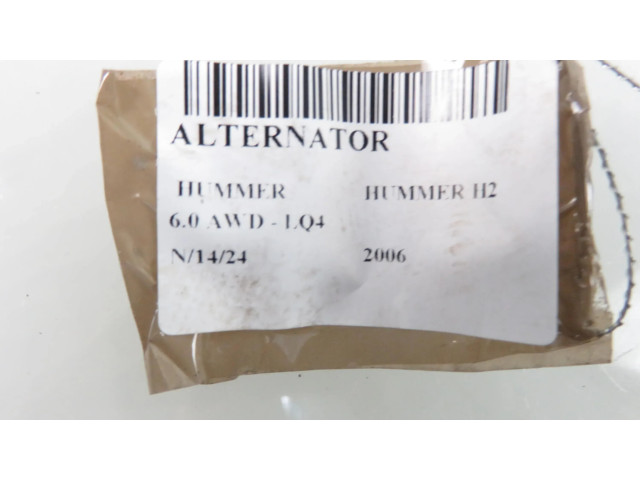 ALTERNATOR
HUMMER HUMMER H2
6.0 AWD - LQ4
N/14/24 2006